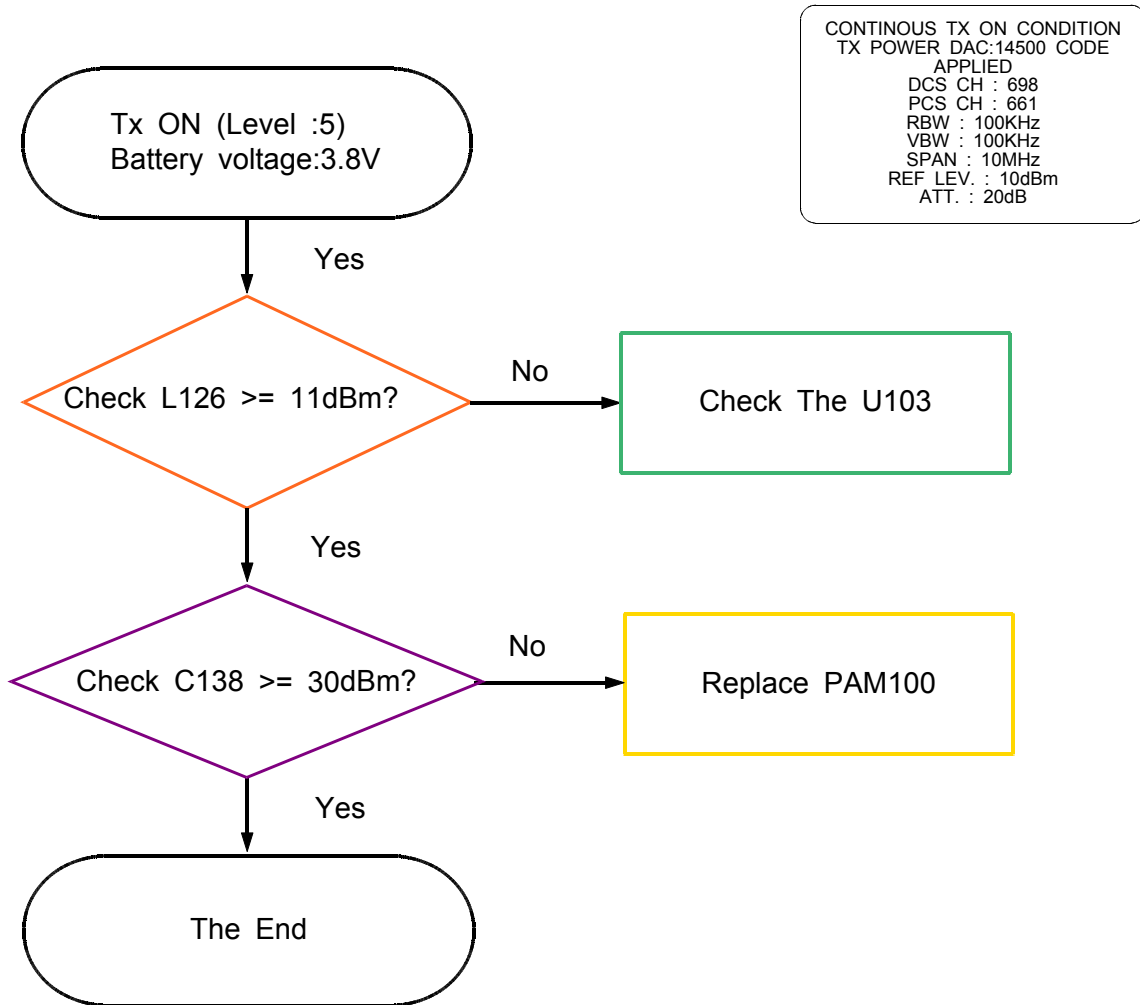 CONTINOUS TX ON CONDITION
TX POWER DAC:14500 CODE
APPLIED
DCS CH : 698
PCS CH : 661
RBW : 100KHz
VBW : 100KHz
SPAN : 10MHz
REF LEV. : 10dBm
ATT. : 20dB
Tx ON (Level :5)
Battery voltage:3.8V
Yes
Check L126 >= 11dBm?
No
Check The U103
Yes
Check C138 >= 30dBm?
No
Replace PAM100
Yes
The End